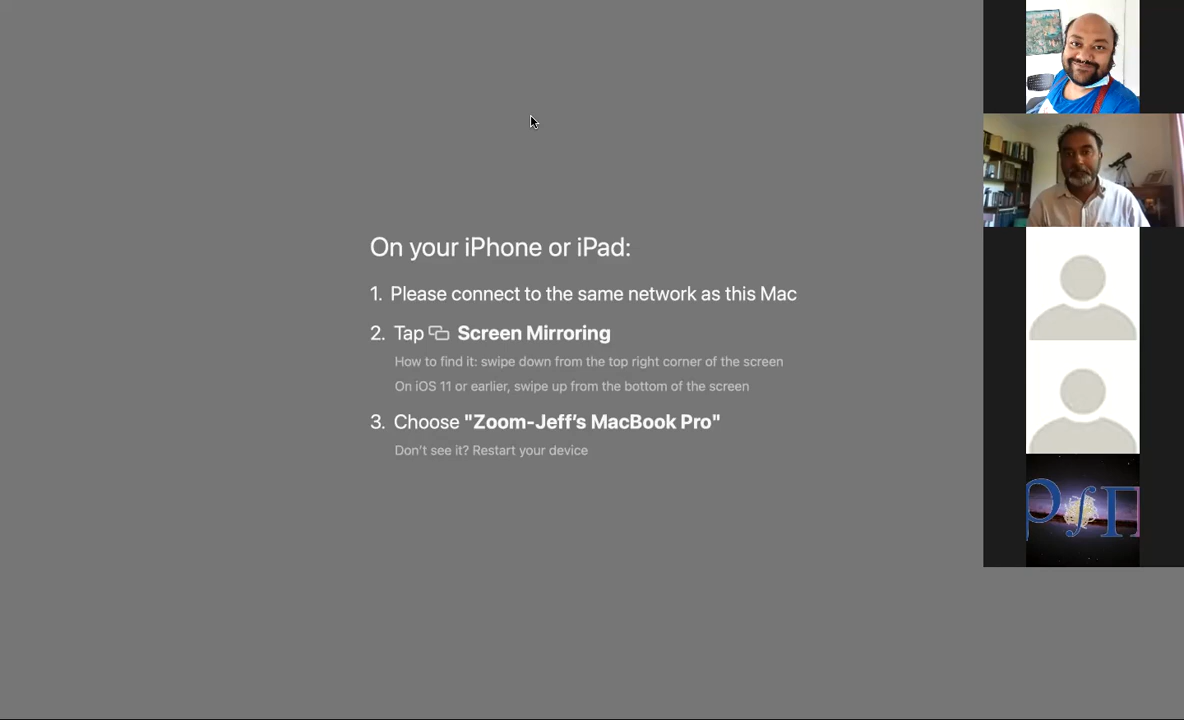 On your iPhone or iPad:
1. Please connect to the same network as this Mac
2. Tap Screen Mirroring
How to find it: swipe down from the top right corner of the screen
On iOS 11 or earlier, swipe up from the bottom of the screen
3. Choose "Zoom-Jeff’s MacBook Pro"
Don't see it? Restart your device
ρ∮Π